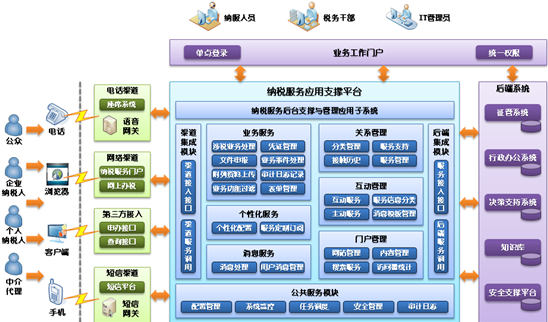 纳服人员 税务干部 IT管理员
单点登录 业务工作门户 统一权限
公众
企业
纳税人
个人
纳税人
中介
代理
电话
浏览器
客户端
手机
电话渠道
座席系统
语音
网关
网络渠道
纳税服务门户
网上办税
第三方接入
申办接口
查询接口
短信渠道
短信平台
短信
网关
纳税服务应用支撑平台
纳税服务后台支撑与管理应用子系统
渠道集成模块
渠道接入接口
渠道服务调用
业务服务
涉税业务处理 凭证管理
文件申报 业务事件处理
附列资料上传 审计日志记录
业务功能过滤 表单管理
个性化服务
个性化配置 服务定制订阅
消息服务
消息处理 用户消息管理
关系管理
分类管理 服务支持
接触历史 服务管理
互动管理
互动服务 服务信息分类
主动服务 消息模板管理
门户管理
网站管理 内容管理
搜索服务 访问量统计
后端集成模块
后端接入接口
后端服务调用
公共服务模块
配置管理 系统监控 任务调度 安全管理 审计日志
后端系统
征管系统
行政办公系统
决策支持系统
知识库
安全支撑平台